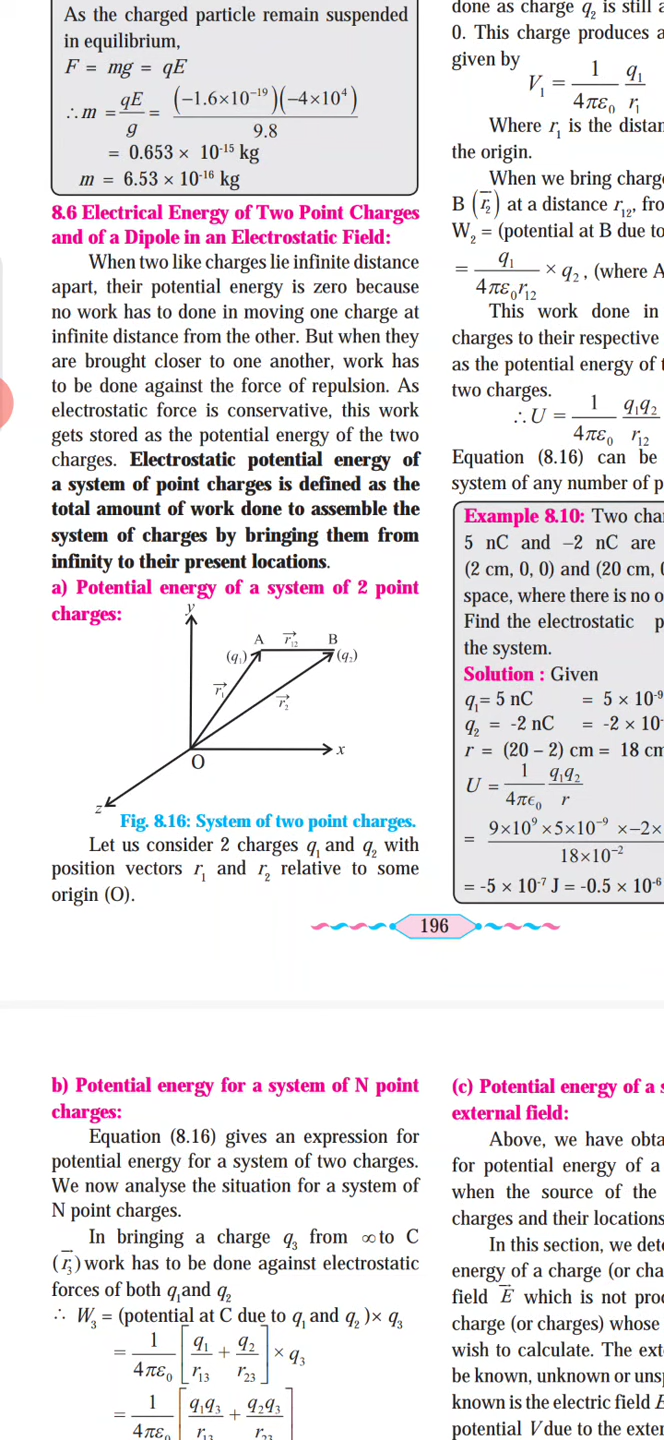 As the charged particle remain suspended
in equilibrium,
F = mg = qE
∴m = qE/g = (−1.6×10⁻¹⁹)(−4×10⁴)/9.8
= 0.653 × 10⁻¹⁵ kg
m = 6.53 × 10⁻¹⁶ kg
8.6 Electrical Energy of Two Point Charges
and of a Dipole in an Electrostatic Field:
When two like charges lie infinite distance
apart, their potential energy is zero because
no work has to done in moving one charge at
infinite distance from the other. But when they
are brought closer to one another, work has
to be done against the force of repulsion. As
electrostatic force is conservative, this work
gets stored as the potential energy of the two
charges. Electrostatic potential energy of
a system of point charges is defined as the
total amount of work done to assemble the
system of charges by bringing them from
infinity to their present locations.
a) Potential energy of a system of 2 point
charges:
y
A r⃗₁₂ B
(q₁) (q₂)
r⃗₁ r⃗₂
O x
z
Fig. 8.16: System of two point charges.
Let us consider 2 charges q₁ and q₂ with
position vectors r₁ and r₂ relative to some
origin (O).
done as charge q₂ is still
0. This charge produces
given by
V₁ = 1/4πε₀ q₁/r₁
Where r₁ is the
the origin.
When we bring
B (r⃗₂) at a distance r₁₂,
W₂ = (potential at B due to
= q₁/4πε₀r₁₂ × q₂, (where A
This work done in
charges to their respective
as the potential energy of
two charges.
∴U = 1/4πε₀ q₁q₂/r₁₂
Equation (8.16) can be
system of any number of
Example 8.10: Two
5 nC and −2 nC are
(2 cm, 0, 0) and (20 cm,
space, where there is no
Find the electrostatic
the system.
Solution : Given
q₁= 5 nC = 5 × 10⁻⁹
q₂ = -2 nC = -2 × 10
r = (20 – 2) cm = 18
U = 1/4πϵ₀ q₁q₂/r
= 9×10⁹×5×10⁻⁹ ×−2×/18×10⁻²
= -5 × 10⁻⁷ J = -0.5 × 10⁻⁶
196
b) Potential energy for a system of N point
charges:
Equation (8.16) gives an expression for
potential energy for a system of two charges.
We now analyse the situation for a system of
N point charges.
In bringing a charge q₃ from ∞ to C
(r⃗₃) work has to be done against electrostatic
forces of both q₁and q₂
∴ W₃ = (potential at C due to q₁ and q₂ )× q₃
= 1/4πε₀ [q₁/r₁₃ + q₂/r₂₃] × q₃
= 1/4πε₀ [q₁q₃/r₁₃ + q₂q₃/r₂₃]
(c) Potential energy of a
external field:
Above, we have
for potential energy of a
when the source of the
charges and their locations
In this section, we
energy of a charge (or
field E⃗ which is not
charge (or charges) whose
wish to calculate. The
be known, unknown or
known is the electric field E
potential V due to the